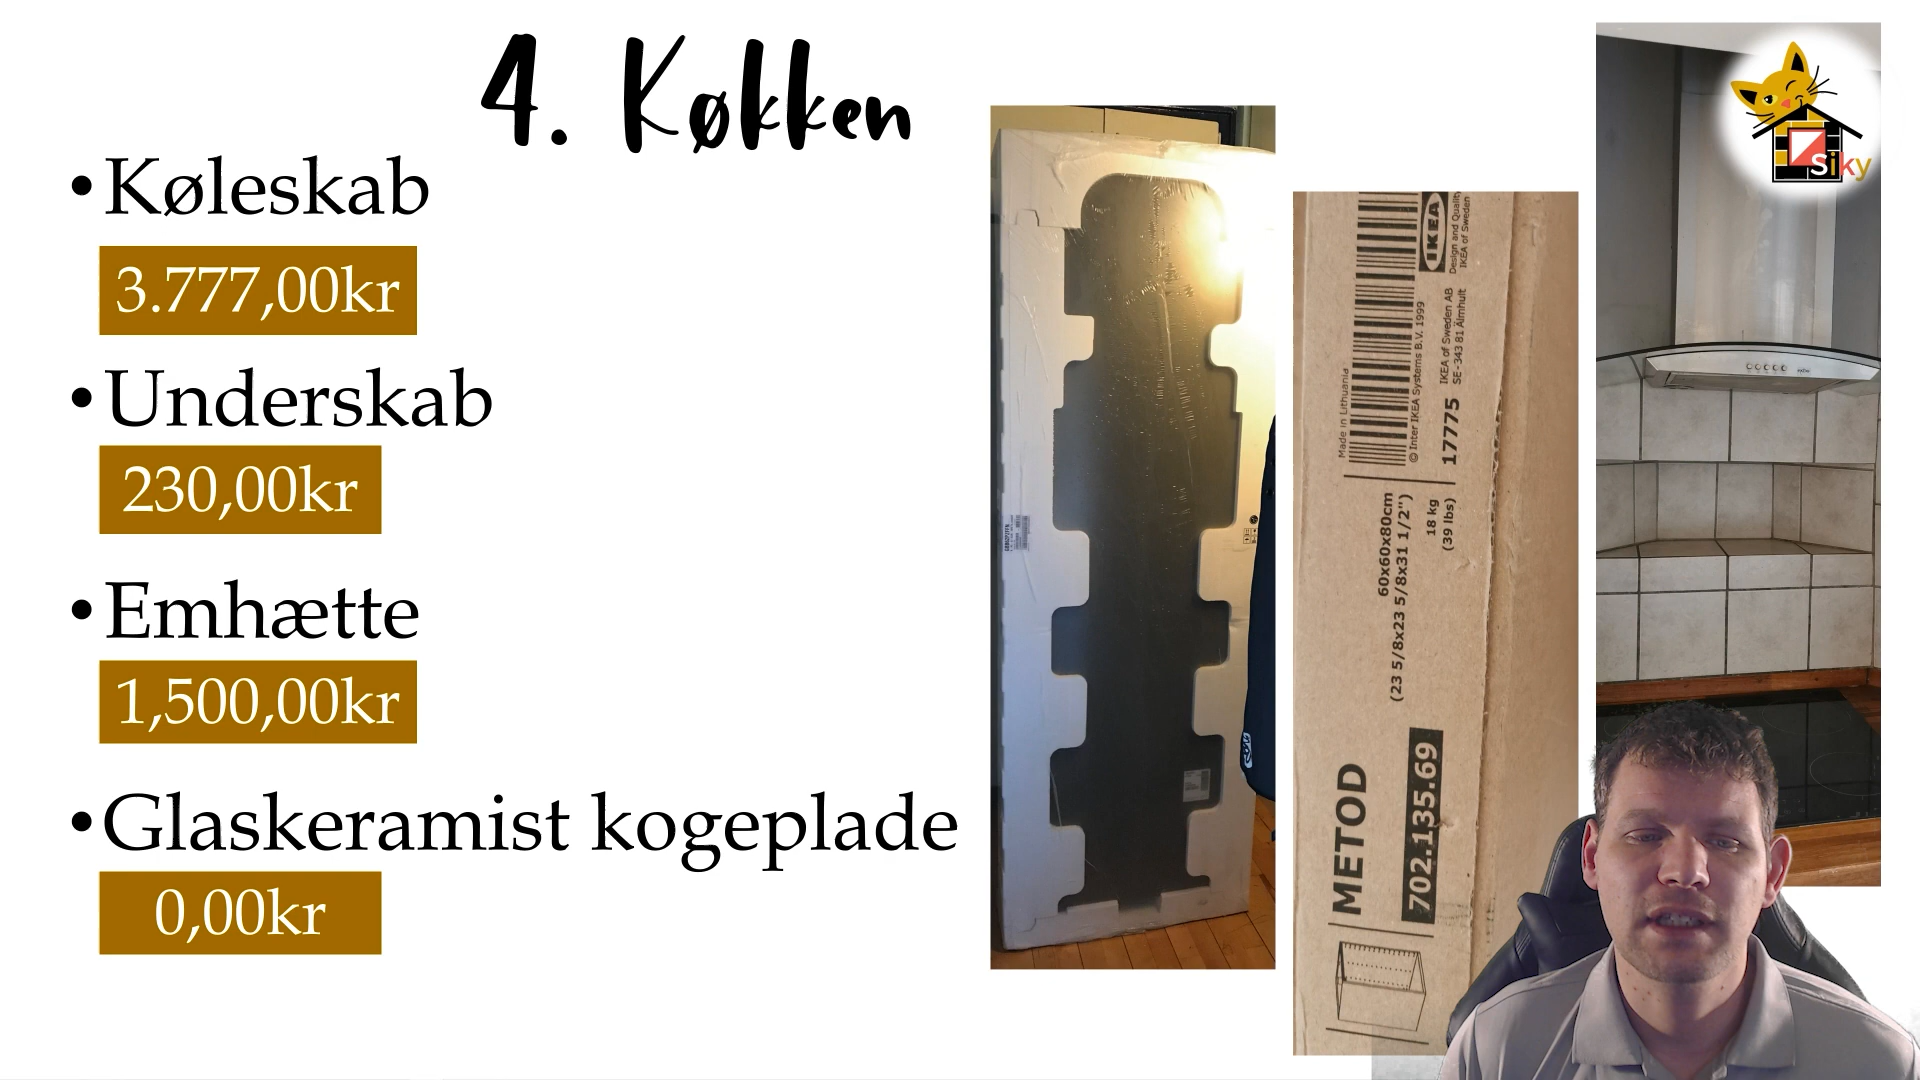 4. Køkken
• Køleskab
3.777,00kr
• Underskab
230,00kr
• Emhætte
1,500,00kr
• Glaskeramist kogeplade
0,00kr
METOD
702.135.69
60x60x80cm
(23 5/8x23 5/8x31 1/2")
18 kg
(39 lbs)
Made in Lithuania
© Inter IKEA Systems B.V. 1999
17775
IKEA of Sweden AB
SE-343 81 Älmhult
IKEA
Design and Quality
IKEA of Sweden
Siky